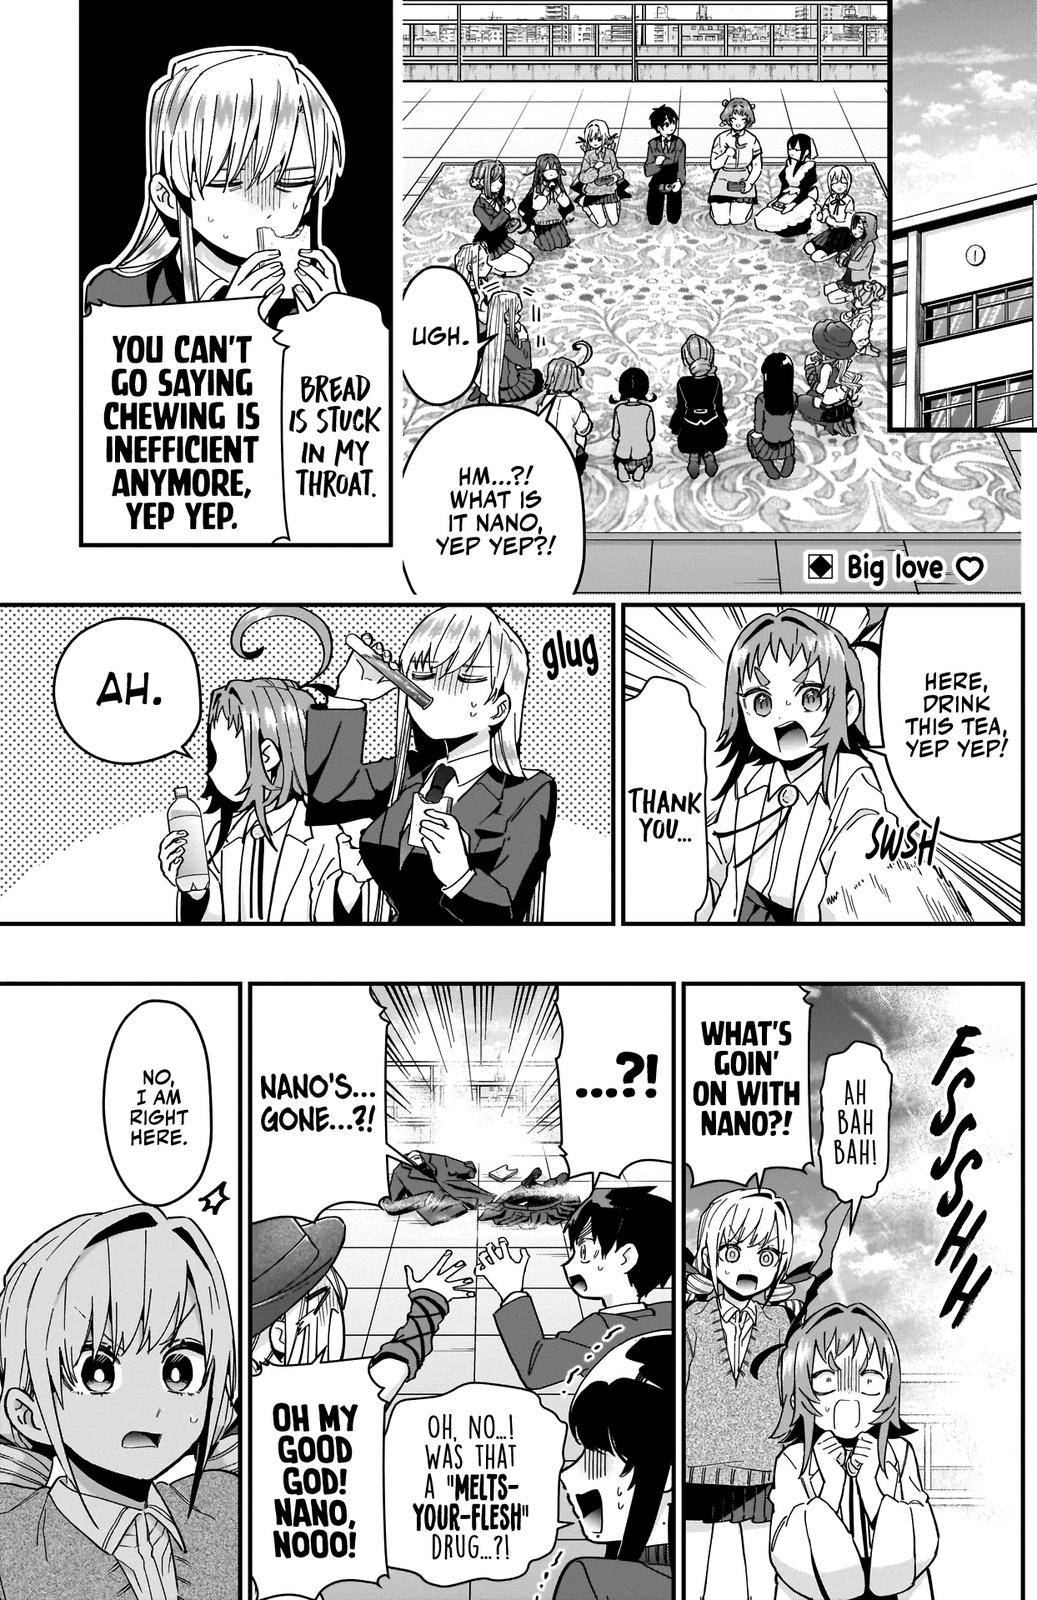 UGH.
HM...?!
WHAT IS
IT NANO,
YEP YEP?!
Big love
BREAD
IS STUCK
IN MY
THROAT.
YOU CAN'T
GO SAYING
CHEWING IS
INEFFICIENT
ANYMORE,
YEP YEP.
HERE,
DRINK
THIS TEA,
YEP YEP!
SWSH
THANK
YOU...
glug
AH.
FSSSSHH
AH
BAH
BAH!
WHAT'S
GOIN'
ON WITH
NANO?!
...?!
NANO'S...
GONE...?!
OH, NO...!
WAS THAT
A "MELTS-
YOUR-FLESH"
DRUG...?!
OH MY
GOOD
GOD!
NANO,
NOOO!
NO,
I AM
RIGHT
HERE.